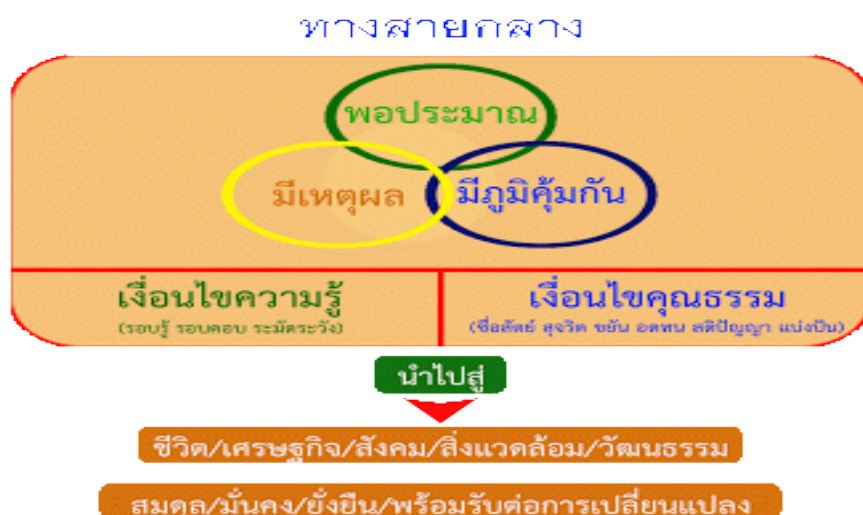 ทางสายกลาง
พอประมาณ
มีเหตุผล มีภูมิคุ้มกัน
เงื่อนไขความรู้ เงื่อนไขคุณธรรม
(รอบรู้ รอบคอบ ระมัดระวัง) (ซื่อสัตย์ สุจริต ขยัน อดทน สติปัญญา แบ่งปัน)
นำไปสู่
ชีวิต/เศรษฐกิจ/สังคม/สิ่งแวดล้อม/วัฒนธรรม
สมดุล/มั่นคง/ยั่งยืน/พร้อมรับต่อการเปลี่ยนแปลง